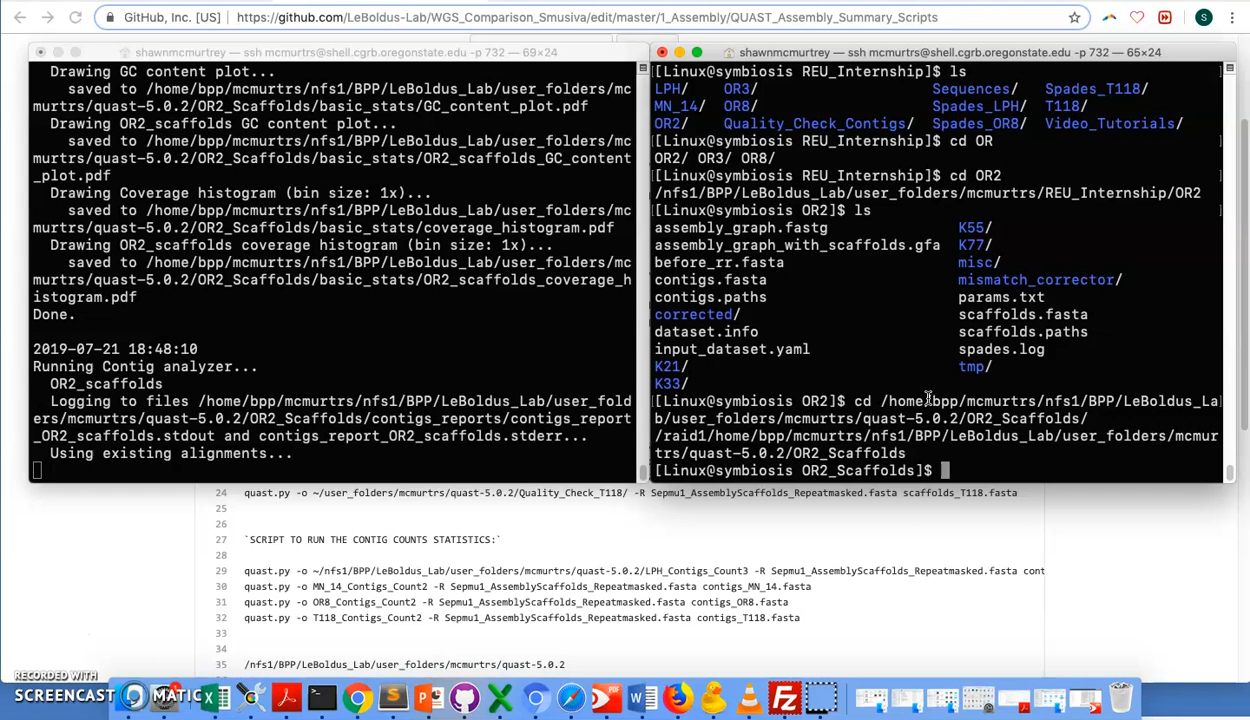 GitHub, Inc. [US]
https://github.com/LeBoldus-Lab/WGS_Comparison_Smusiva/edit/master/1_Assembly/QUAST_Assembly_Summary_Scripts
S
shawnmcmurtrey — ssh mcmurtrs@shell.cgrb.oregonstate.edu -p 732 — 69×24
Drawing GC content plot...
saved to /home/bpp/mcmurtrs/nfs1/BPP/LeBoldus_Lab/user_folders/mc
murtrs/quast-5.0.2/OR2_Scaffolds/basic_stats/GC_content_plot.pdf
Drawing OR2_scaffolds GC content plot...
saved to /home/bpp/mcmurtrs/nfs1/BPP/LeBoldus_Lab/user_folders/mc
murtrs/quast-5.0.2/OR2_Scaffolds/basic_stats/OR2_scaffolds_GC_content
_plot.pdf
Drawing Coverage histogram (bin size: 1x)...
saved to /home/bpp/mcmurtrs/nfs1/BPP/LeBoldus_Lab/user_folders/mc
murtrs/quast-5.0.2/OR2_Scaffolds/basic_stats/coverage_histogram.pdf
Drawing OR2_scaffolds coverage histogram (bin size: 1x)...
saved to /home/bpp/mcmurtrs/nfs1/BPP/LeBoldus_Lab/user_folders/mc
murtrs/quast-5.0.2/OR2_Scaffolds/basic_stats/OR2_scaffolds_coverage_h
istogram.pdf
Done.
2019-07-21 18:48:10
Running Contig analyzer...
OR2_scaffolds
Logging to files /home/bpp/mcmurtrs/nfs1/BPP/LeBoldus_Lab/user_fold
ers/mcmurtrs/quast-5.0.2/OR2_Scaffolds/contigs_reports/contigs_report
_OR2_scaffolds.stdout and contigs_report_OR2_scaffolds.stderr...
Using existing alignments...
shawnmcmurtrey — ssh mcmurtrs@shell.cgrb.oregonstate.edu -p 732 — 65×24
[Linux@symbiosis REU_Internship]$ ls
LPH/ OR3/ Sequences/ Spades_T118/
MN_14/ OR8/ Spades_LPH/ T118/
OR2/ Quality_Check_Contigs/ Spades_OR8/ Video_Tutorials/
[Linux@symbiosis REU_Internship]$ cd OR
OR2/ OR3/ OR8/
[Linux@symbiosis REU_Internship]$ cd OR2
/nfs1/BPP/LeBoldus_Lab/user_folders/mcmurtrs/REU_Internship/OR2
[Linux@symbiosis OR2]$ ls
assembly_graph.fastg K55/
assembly_graph_with_scaffolds.gfa K77/
before_rr.fasta misc/
contigs.fasta mismatch_corrector/
contigs.paths params.txt
corrected/ scaffolds.fasta
dataset.info scaffolds.paths
input_dataset.yaml spades.log
K21/ tmp/
K33/
[Linux@symbiosis OR2]$ cd /home/bpp/mcmurtrs/nfs1/BPP/LeBoldus_La
b/user_folders/mcmurtrs/quast-5.0.2/OR2_Scaffolds/
/raid1/home/bpp/mcmurtrs/nfs1/BPP/LeBoldus_Lab/user_folders/mcmur
trs/quast-5.0.2/OR2_Scaffolds
[Linux@symbiosis OR2_Scaffolds]$
24 quast.py -o ~/user_folders/mcmurtrs/quast-5.0.2/Quality_Check_T118/ -R Sepmu1_AssemblyScaffolds_Repeatmasked.fasta scaffolds_T118.fasta
25
26
27 `SCRIPT TO RUN THE CONTIG COUNTS STATISTICS:`
28
29 quast.py -o ~/nfs1/BPP/LeBoldus_Lab/user_folders/mcmurtrs/quast-5.0.2/LPH_Contigs_Count3 -R Sepmu1_AssemblyScaffolds_Repeatmasked.fasta cont
30 quast.py -o MN_14_Contigs_Count2 -R Sepmu1_AssemblyScaffolds_Repeatmasked.fasta contigs_MN_14.fasta
31 quast.py -o OR8_Contigs_Count2 -R Sepmu1_AssemblyScaffolds_Repeatmasked.fasta contigs_OR8.fasta
32 quast.py -o T118_Contigs_Count2 -R Sepmu1_AssemblyScaffolds_Repeatmasked.fasta contigs_T118.fasta
33
34
35 /nfs1/BPP/LeBoldus_Lab/user_folders/mcmurtrs/quast-5.0.2
RECORDED WITH
SCREENCAST MATIC